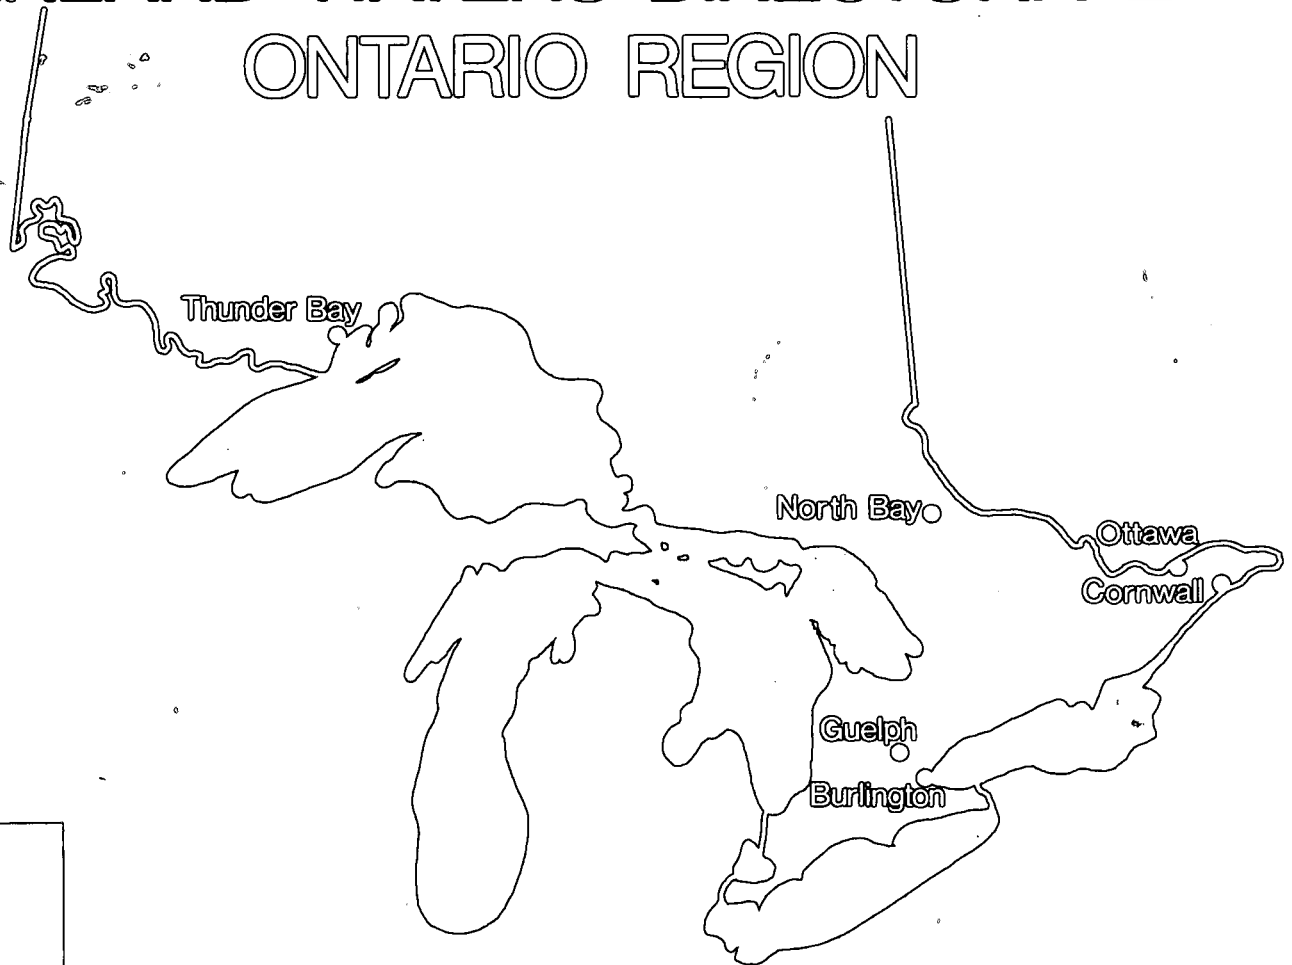 ONTARIO REGION
Thunder Bay
North Bay
Ottawa
Cornwall
Guelph
Burlington